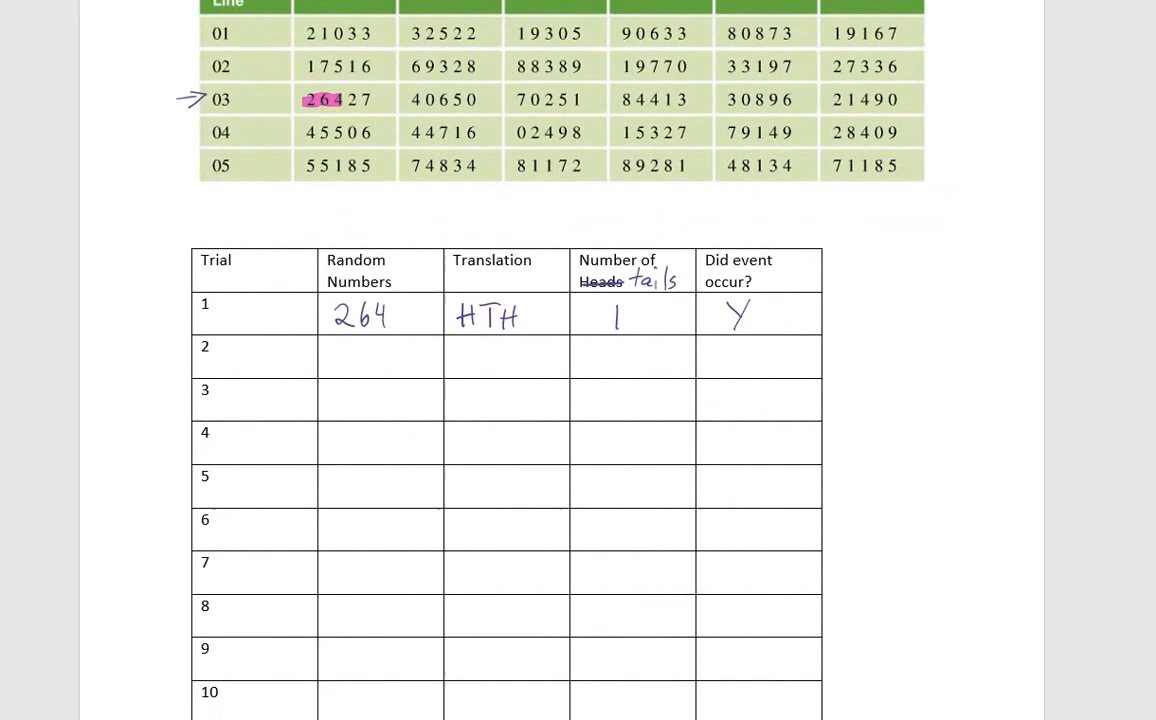 Line
01 21033 32522 19305 90633 80873 19167
02 17516 69328 88389 19770 33197 27336
03 26427 40650 70251 84413 30896 21490
04 45506 44716 02498 15327 79149 28409
05 55185 74834 81172 89281 48134 71185
Trial Random Numbers Translation Number of Heads tails Did event occur?
1 264 HTH 1 Y
2
3
4
5
6
7
8
9
10